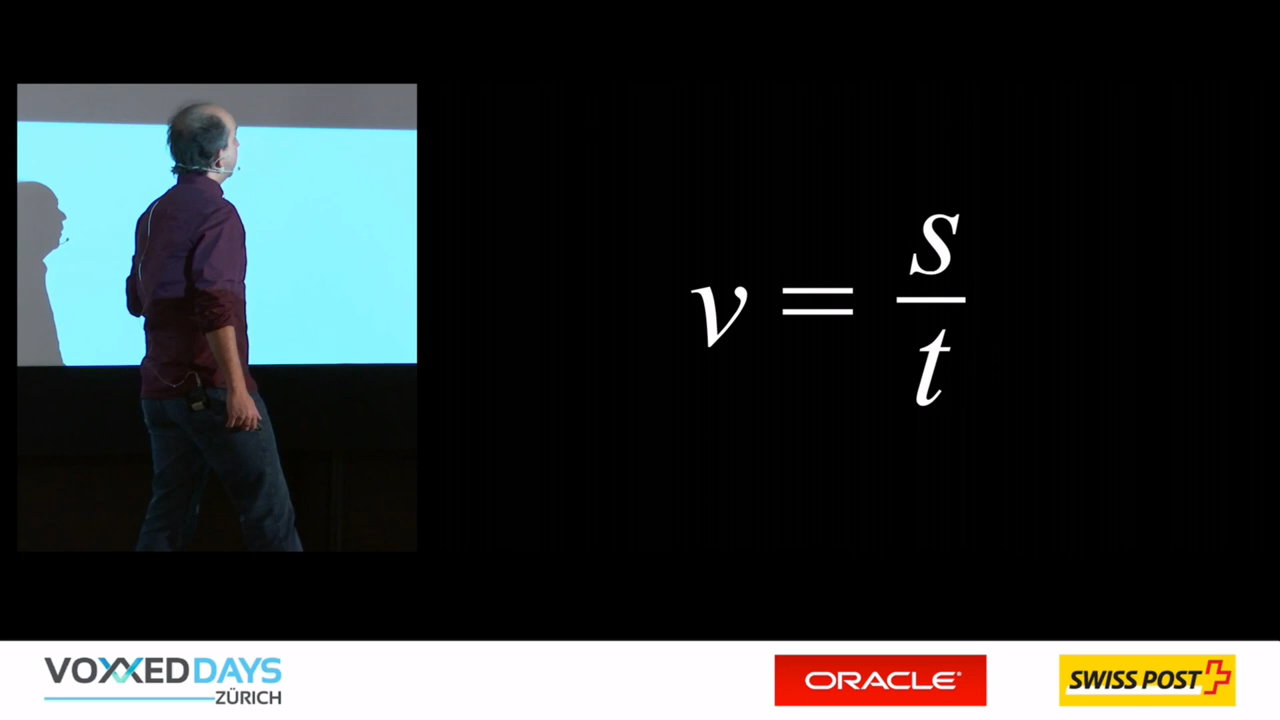 v = s/t
VOXXED DAYS
ZÜRICH
ORACLE®
SWISS POST